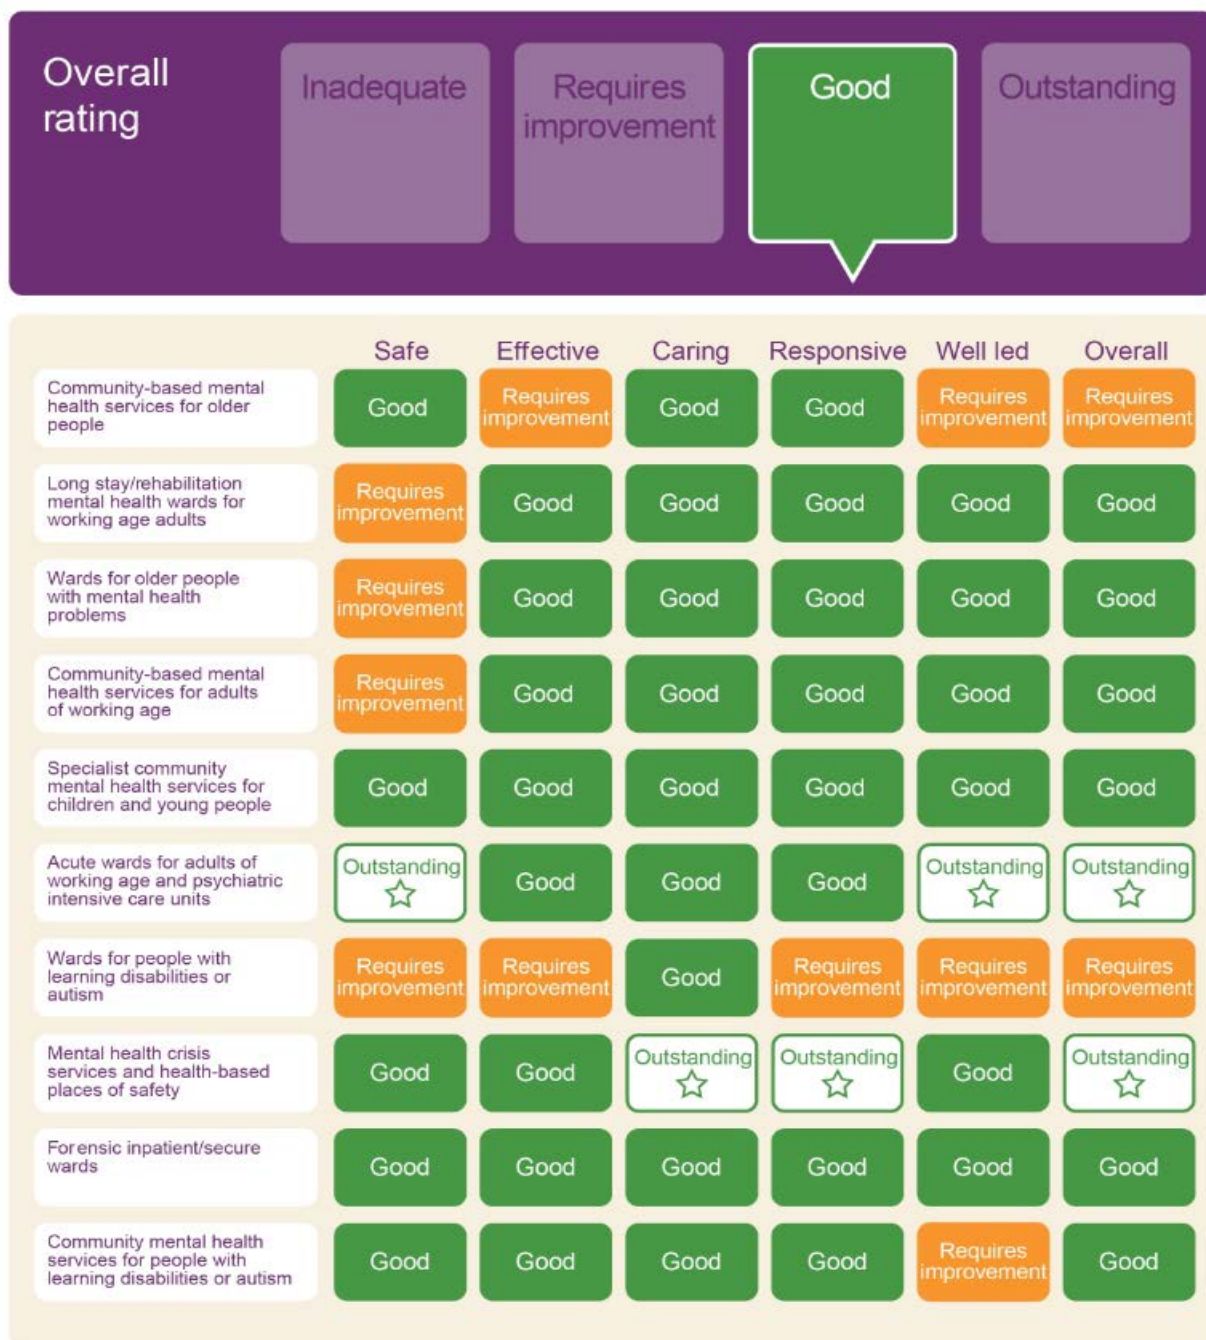 Overall
rating
Inadequate
Requires
improvement
Good
Outstanding
Safe Effective Caring Responsive Well led Overall
Community-based mental
health services for older
people
Good
Requires
improvement
Good
Good
Requires
improvement
Requires
improvement
Long stay/rehabilitation
mental health wards for
working age adults
Requires
improvement
Good
Good
Good
Good
Good
Wards for older people
with mental health
problems
Requires
improvement
Good
Good
Good
Good
Good
Community-based mental
health services for adults
of working age
Requires
improvement
Good
Good
Good
Good
Good
Specialist community
mental health services for
children and young people
Good
Good
Good
Good
Good
Good
Acute wards for adults of
working age and psychiatric
intensive care units
Outstanding
Good
Good
Good
Outstanding
Outstanding
Wards for people with
learning disabilities or
autism
Requires
improvement
Requires
improvement
Good
Requires
improvement
Requires
improvement
Requires
improvement
Mental health crisis
services and health-based
places of safety
Good
Good
Outstanding
Outstanding
Good
Outstanding
Forensic inpatient/secure
wards
Good
Good
Good
Good
Good
Good
Community mental health
services for people with
learning disabilities or autism
Good
Good
Good
Good
Requires
improvement
Good